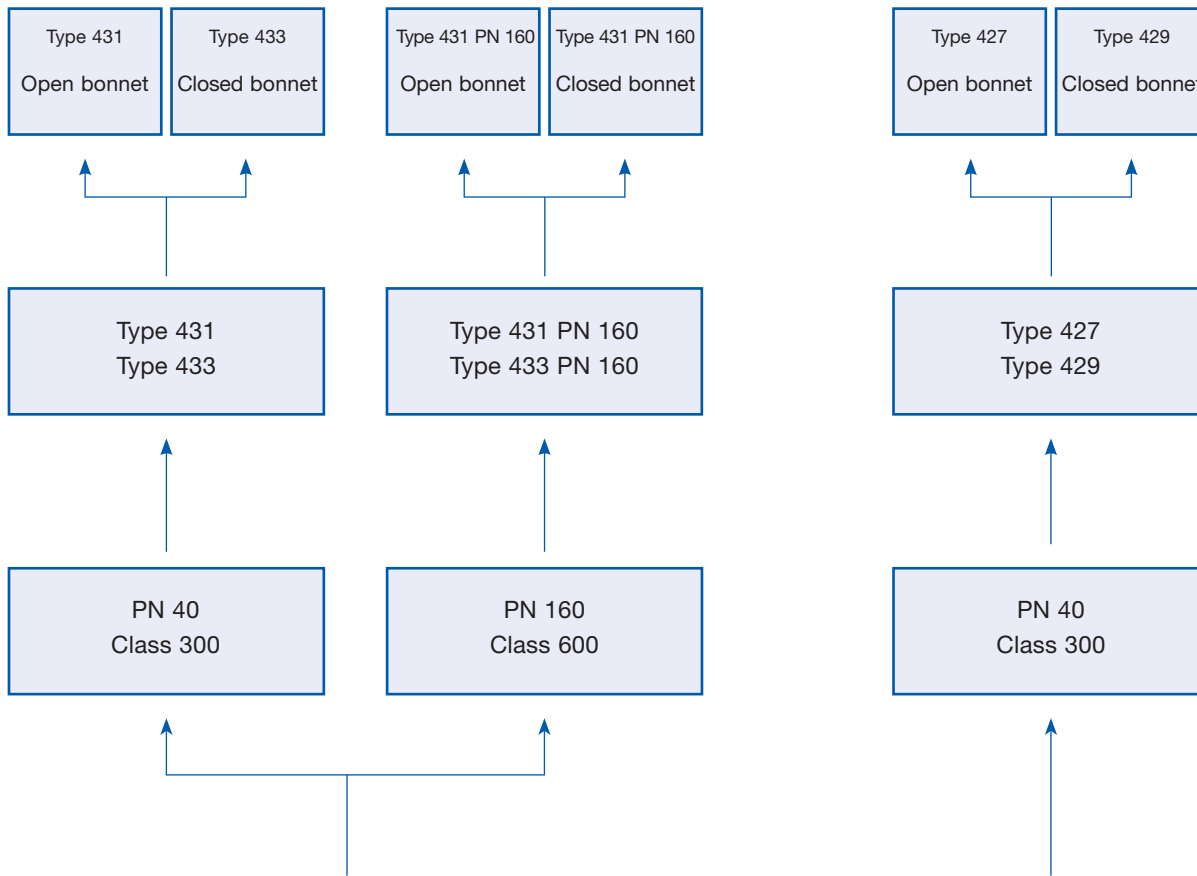 Type 431
Open bonnet
Type 433
Closed bonnet
Type 431 PN 160
Open bonnet
Type 431 PN 160
Closed bonnet
Type 427
Open bonnet
Type 429
Closed bonnet
Type 431
Type 433
Type 431 PN 160
Type 433 PN 160
Type 427
Type 429
PN 40
Class 300
PN 160
Class 600
PN 40
Class 300